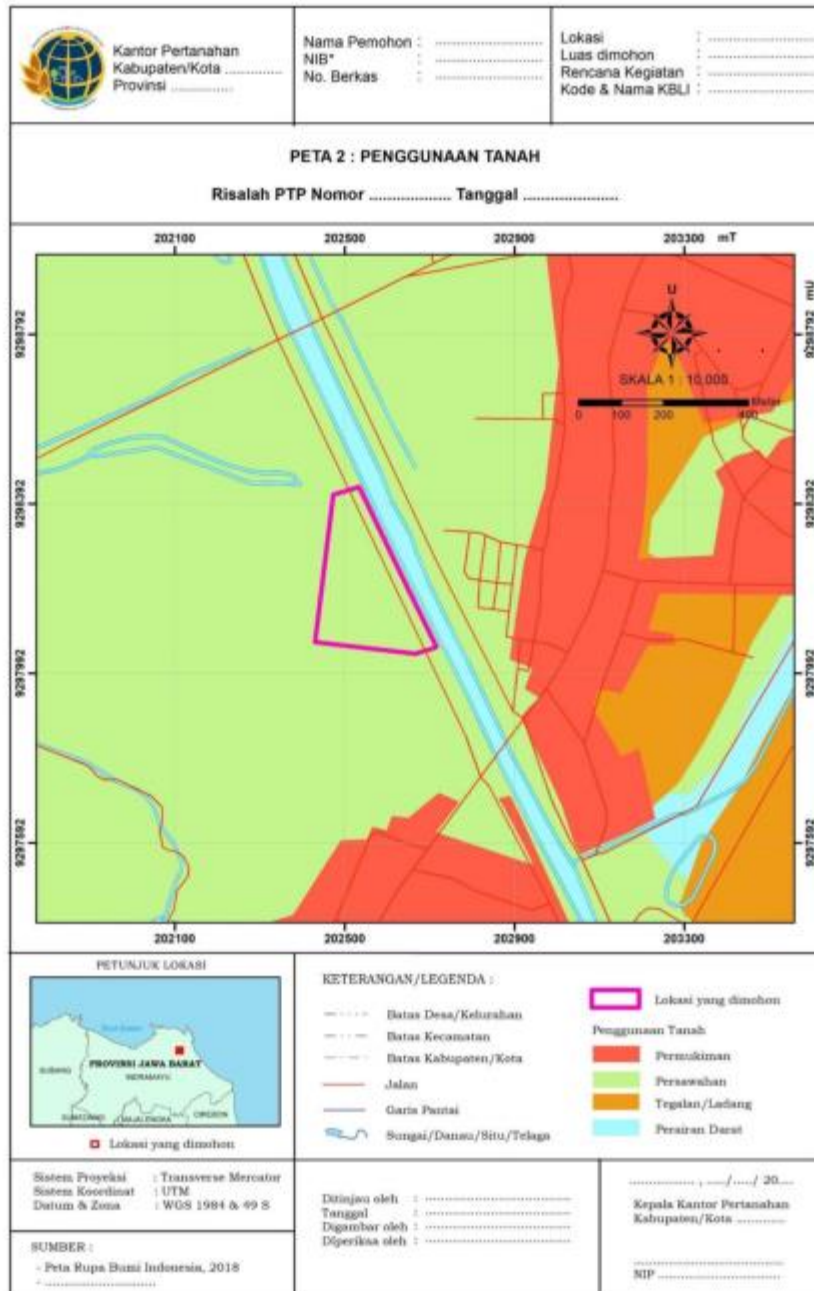 Kantor Pertanahan
Kabupaten/Kota ...............
Provinsi ................
Nama Pemohon : ............................
NIB* : ............................
No. Berkas : ............................
Lokasi : ............................
Luas dimohon : ............................
Rencana Kegiatan : ............................
Kode & Nama KBLI : ............................
PETA 2 : PENGGUNAAN TANAH
Risalah PTP Nomor .................... Tanggal .......................
202100 202500 202900 203300 mT
mU
U
9298792 9298792
SKALA 1 : 10.000
Meter
0 100 200 400
9298392 9298392
9297992 9297992
9297592 9297592
202100 202500 202900 203300
PETUNJUK LOKASI
PROVINSI JAWA BARAT
SUBANG
INDRAMAYU
SUMEDANG
MAJALENGKA
CIREBON
Lokasi yang dimohon
KETERANGAN/LEGENDA :
Batas Desa/Kelurahan
Batas Kecamatan
Batas Kabupaten/Kota
Jalan
Garis Pantai
Sungai/Danau/Situ/Telaga
Lokasi yang dimohon
Penggunaan Tanah
Permukiman
Persawahan
Tegalan/Ladang
Perairan Darat
Sistem Proyeksi : Transverse Mercator
Sistem Koordinat : UTM
Datum & Zona : WGS 1984 & 49 S
SUMBER :
- Peta Rupa Bumi Indonesia, 2018
- ............................
Ditinjau oleh : ............................
Tanggal : ............................
Digambar oleh : ............................
Diperiksa oleh : ............................
................. , ...../...../ 20....
Kepala Kantor Pertanahan
Kabupaten/Kota ............
............................
NIP ............................